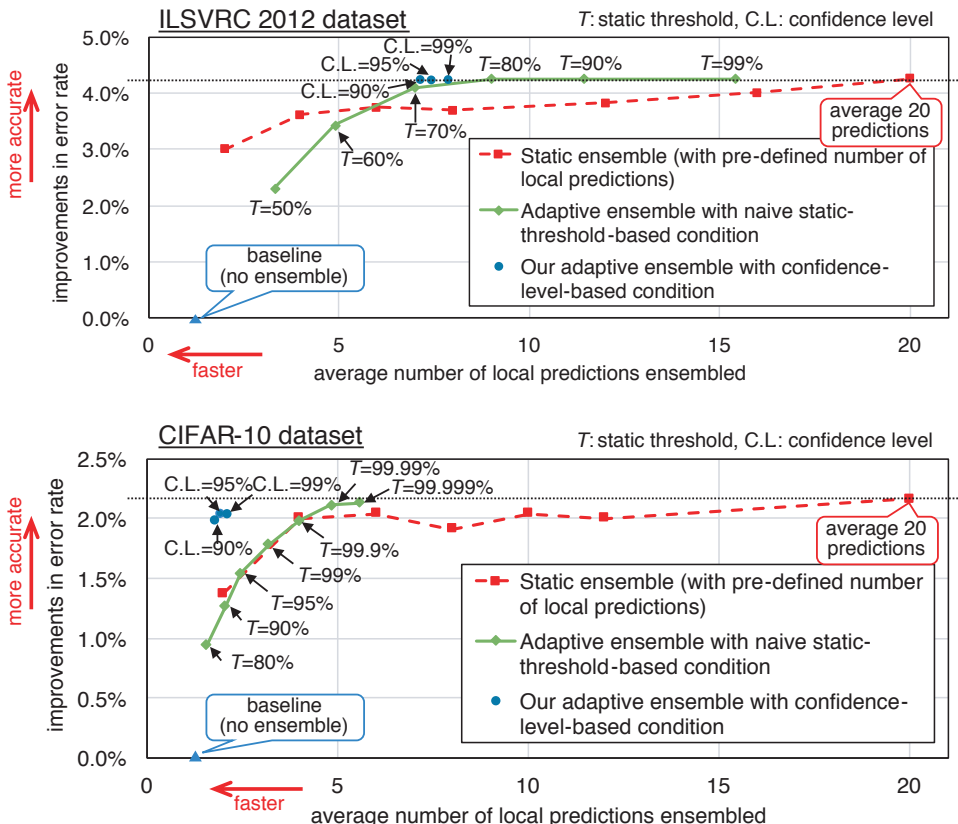 ILSVRC 2012 dataset
T: static threshold, C.L.: confidence level
5.0%
4.0%
3.0%
2.0%
1.0%
0.0%
more accurate
improvements in error rate
C.L.=99%
C.L.=95%
C.L.=90%
T=80%
T=90%
T=99%
T=70%
T=60%
T=50%
average 20
predictions
Static ensemble (with pre-defined number of
local predictions)
Adaptive ensemble with naive static-
threshold-based condition
Our adaptive ensemble with confidence-
level-based condition
baseline
(no ensemble)
0
5
10
15
20
faster
average number of local predictions ensembled
CIFAR-10 dataset
T: static threshold, C.L.: confidence level
2.5%
2.0%
1.5%
1.0%
0.5%
0.0%
more accurate
improvements in error rate
C.L.=95%
C.L.=99%
C.L.=90%
T=99.99%
T=99.999%
T=99.9%
T=99%
T=95%
T=90%
T=80%
average 20
predictions
Static ensemble (with pre-defined number
of local predictions)
Adaptive ensemble with naive static-
threshold-based condition
Our adaptive ensemble with confidence-
level-based condition
baseline
(no ensemble)
0
5
10
15
20
faster
average number of local predictions ensembled